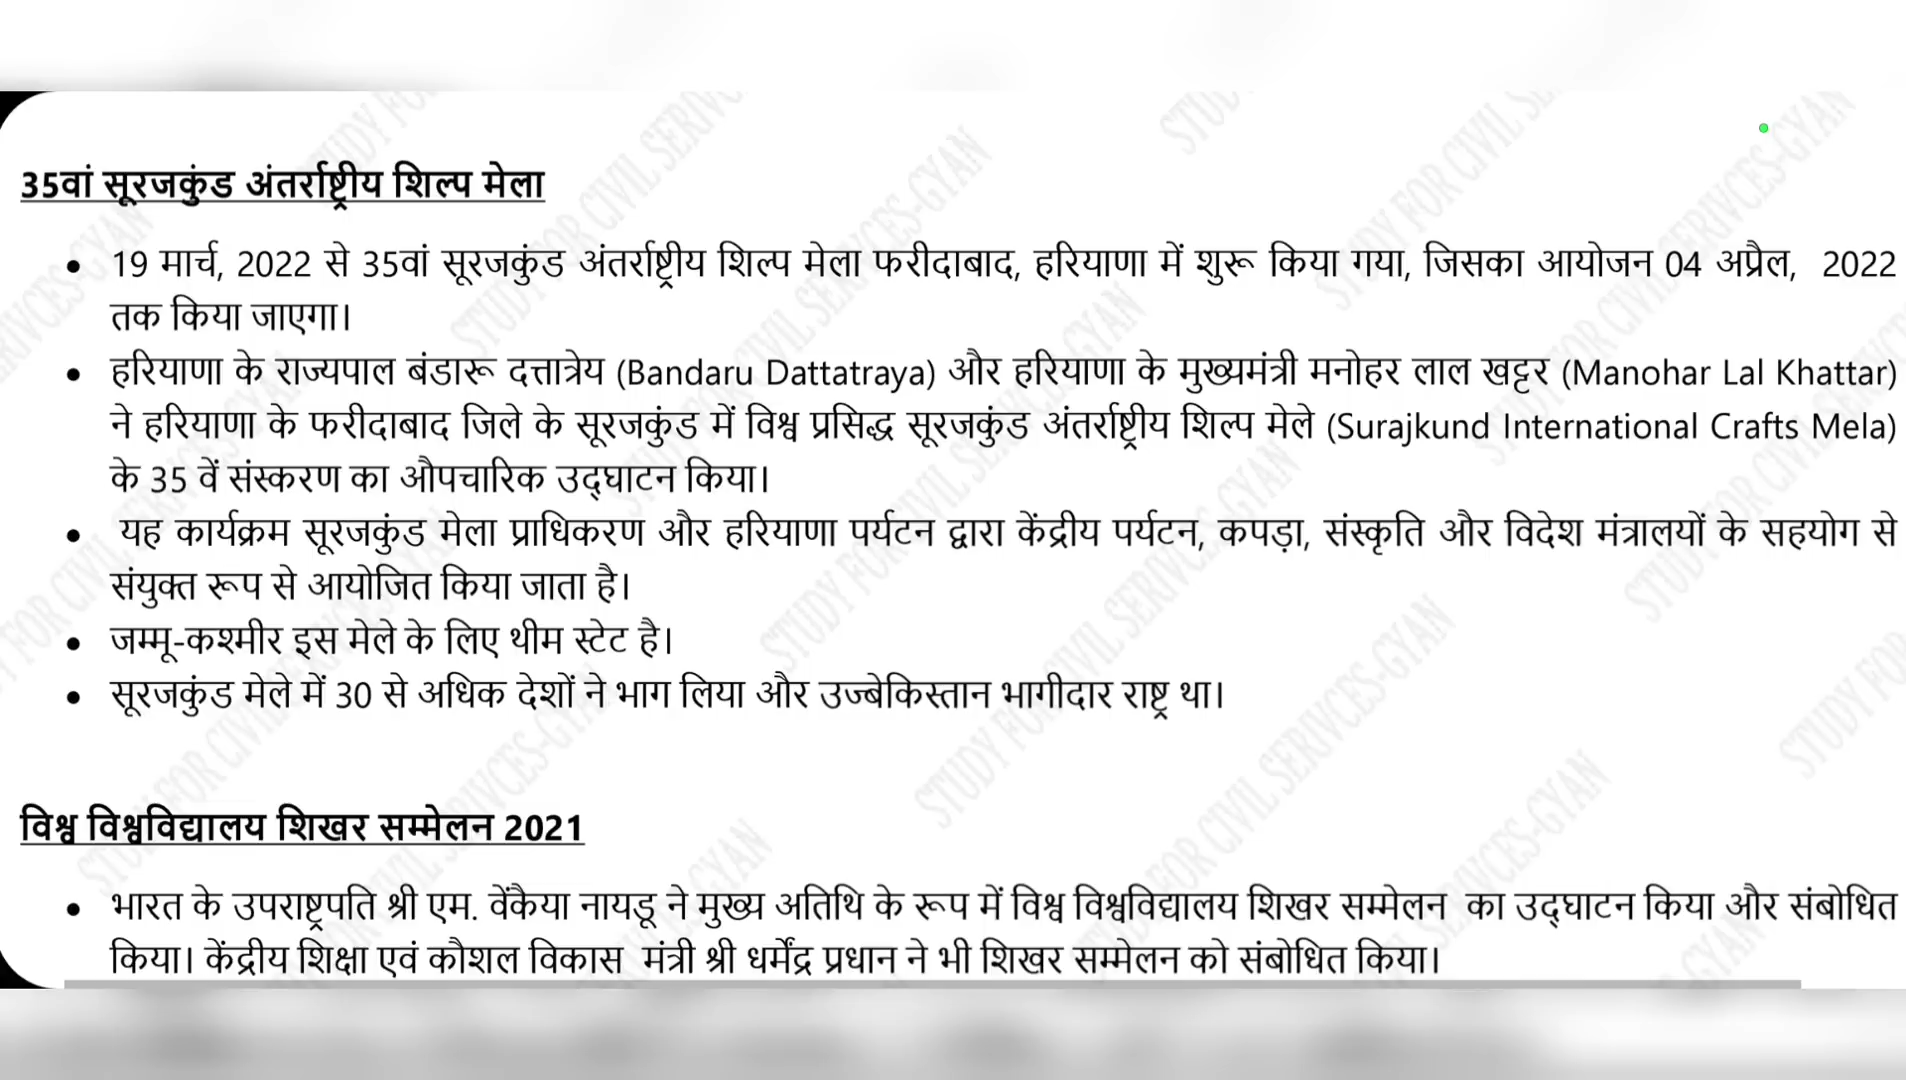 35वां सूरजकुंड अंतर्राष्ट्रीय शिल्प मेला
• 19 मार्च, 2022 से 35वां सूरजकुंड अंतर्राष्ट्रीय शिल्प मेला फरीदाबाद, हरियाणा में शुरू किया गया, जिसका आयोजन 04 अप्रैल, 2022
तक किया जाएगा।
• हरियाणा के राज्यपाल बंडारू दत्तात्रेय (Bandaru Dattatraya) और हरियाणा के मुख्यमंत्री मनोहर लाल खट्टर (Manohar Lal Khattar)
ने हरियाणा के फरीदाबाद जिले के सूरजकुंड में विश्व प्रसिद्ध सूरजकुंड अंतर्राष्ट्रीय शिल्प मेले (Surajkund International Crafts Mela)
के 35 वें संस्करण का औपचारिक उद्घाटन किया।
• यह कार्यक्रम सूरजकुंड मेला प्राधिकरण और हरियाणा पर्यटन द्वारा केंद्रीय पर्यटन, कपड़ा, संस्कृति और विदेश मंत्रालयों के सहयोग से
संयुक्त रूप से आयोजित किया जाता है।
• जम्मू-कश्मीर इस मेले के लिए थीम स्टेट है।
• सूरजकुंड मेले में 30 से अधिक देशों ने भाग लिया और उज्बेकिस्तान भागीदार राष्ट्र था।
विश्व विश्वविद्यालय शिखर सम्मेलन 2021
• भारत के उपराष्ट्रपति श्री एम. वेंकैया नायडू ने मुख्य अतिथि के रूप में विश्व विश्वविद्यालय शिखर सम्मेलन का उद्घाटन किया और संबोधित
किया। केंद्रीय शिक्षा एवं कौशल विकास मंत्री श्री धर्मेंद्र प्रधान ने भी शिखर सम्मेलन को संबोधित किया।
STUDY FOR CIVIL SERIVCES-GYAN